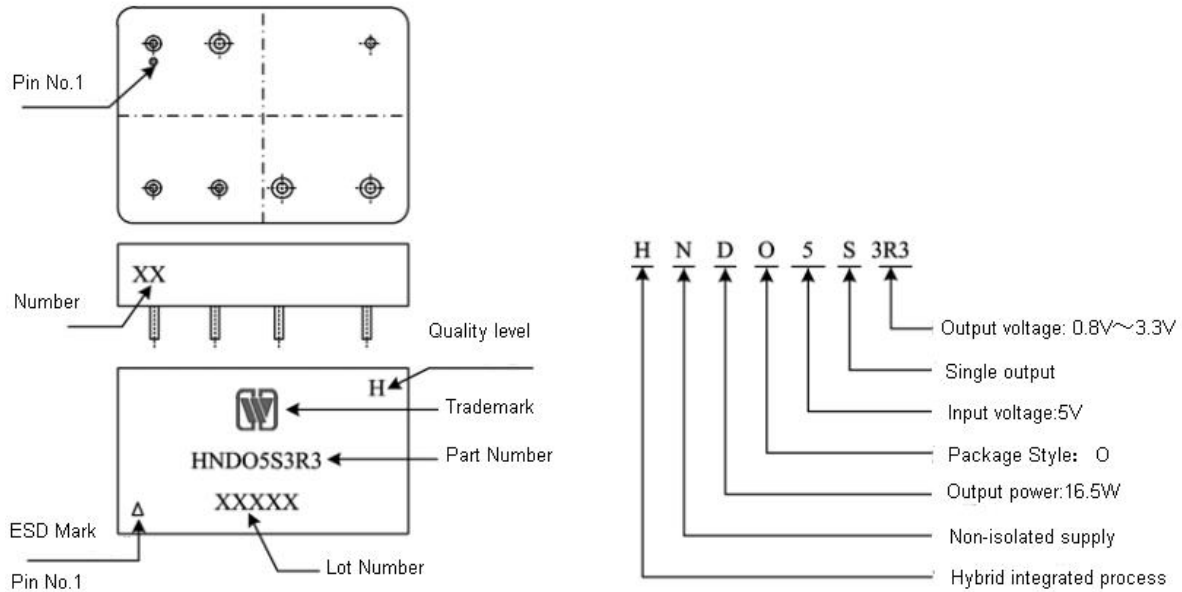 Pin No.1
XX
Number
Quality level
H
Trademark
HNDO5S3R3
Part Number
XXXXX
ESD Mark
Pin No.1
Lot Number
H N D O 5 S 3R3
Output voltage: 0.8V～3.3V
Single output
Input voltage:5V
Package Style： O
Output power:16.5W
Non-isolated supply
Hybrid integrated process